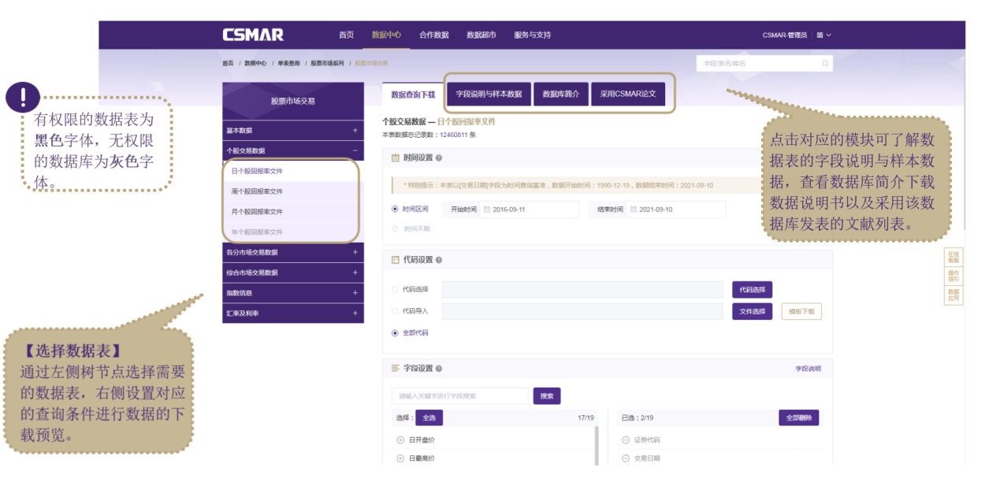 CSMAR
首页 数据中心 合作数据 数据超市 服务与支持
CSMAR-管理员 简
首页 / 数据中心 / 单表查询 / 股票市场系列 / 股票市场交易
字段/表名/库名
!
有权限的数据表为
黑色字体，无权限
的数据库为灰色字
体。
股票市场交易
基本数据 +
个股交易数据 −
日个股回报率文件
周个股回报率文件
月个股回报率文件
年个股回报率文件
各分市场交易数据 +
综合市场交易数据 +
指数信息 +
汇率及利率 +
【选择数据表】
通过左侧树节点选择需要
的数据表，右侧设置对应
的查询条件进行数据的下
载预览。
数据查询下载 字段说明与样本数据 数据库简介 采用CSMAR论文
个股交易数据 — 日个股回报率文件
本表数据总记录数：12460811 条
时间设置
*特别提示：本表以[交易日期]字段为时间查询基准，数据开始时间：1990-12-19，数据结束时间：2021-09-10
时间区间 开始时间 2016-09-11 结束时间 2021-09-10
时间不限
点击对应的模块可了解数
据表的字段说明与样本数
据，查看数据库简介下载
数据说明书以及采用该数
据库发表的文献列表。
代码设置
代码选择 代码选择
代码导入 文件选择 模板下载
全部代码
字段设置 字段说明
请输入关键字进行字段搜索 搜索
选择： 全选 17/19 已选：2/19 全部删除
日开盘价 证券代码
日最高价 交易日期
在线
客服
操作
指引
数据
应用